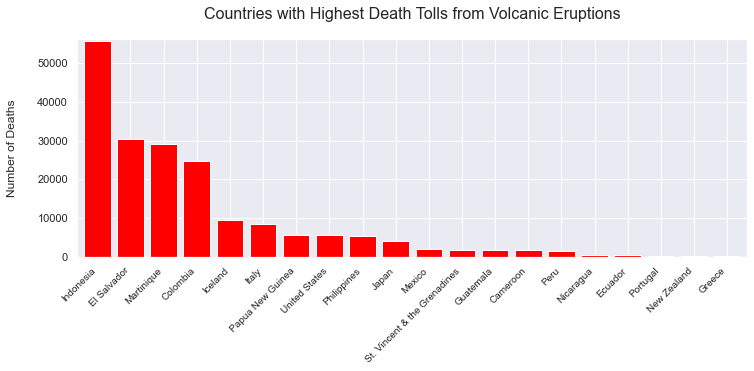 Countries with Highest Death Tolls from Volcanic Eruptions
Number of Deaths
50000
40000
30000
20000
10000
0
Indonesia
El Salvador
Martinique
Colombia
Iceland
Italy
Papua New Guinea
United States
Philippines
Japan
Mexico
St. Vincent & the Grenadines
Guatemala
Cameroon
Peru
Nicaragua
Ecuador
Portugal
New Zealand
Greece